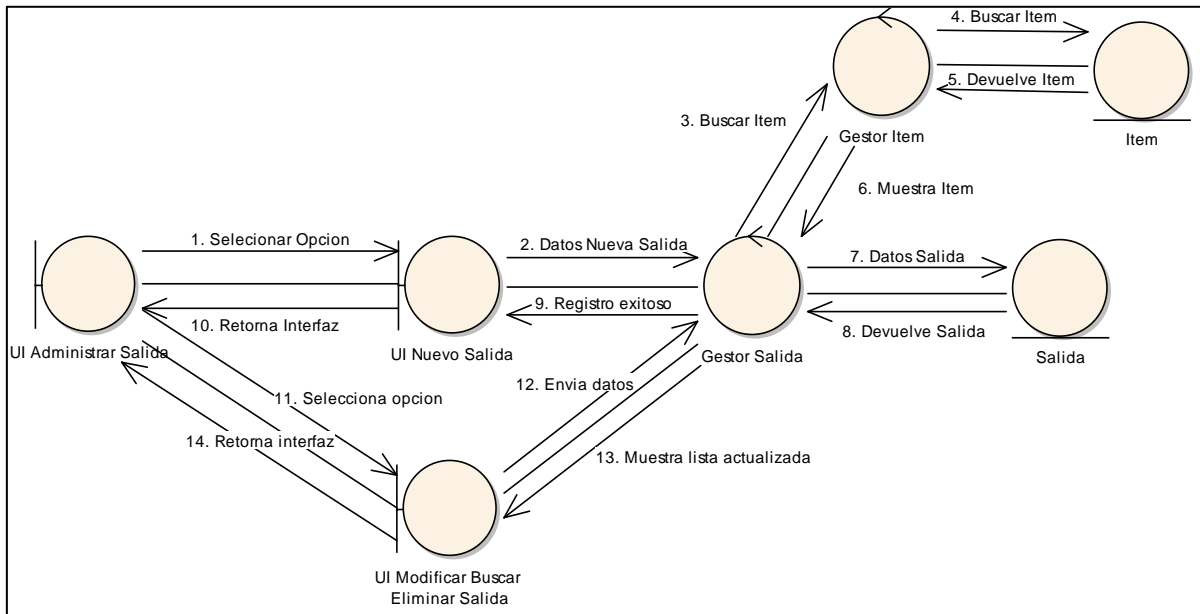 4. Buscar Item
5. Devuelve Item
3. Buscar Item
Gestor Item
Item
6. Muestra Item
1. Selecionar Opcion
2. Datos Nueva Salida
7. Datos Salida
9. Registro exitoso
10. Retorna Interfaz
8. Devuelve Salida
UI Administrar Salida
UI Nuevo Salida
Gestor Salida
Salida
12. Envia datos
11. Selecciona opcion
14. Retorna interfaz
13. Muestra lista actualizada
UI Modificar Buscar
Eliminar Salida